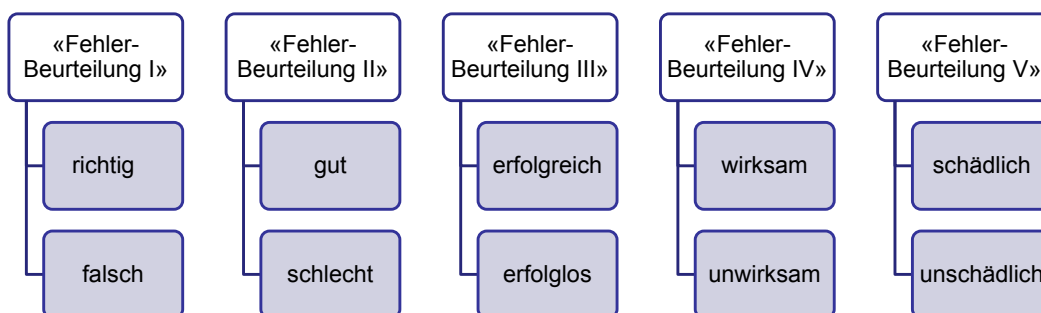 «Fehler-
Beurteilung I»
richtig
falsch
«Fehler-
Beurteilung II»
gut
schlecht
«Fehler-
Beurteilung III»
erfolgreich
erfolglos
«Fehler-
Beurteilung IV»
wirksam
unwirksam
«Fehler-
Beurteilung V»
schädlich
unschädlich